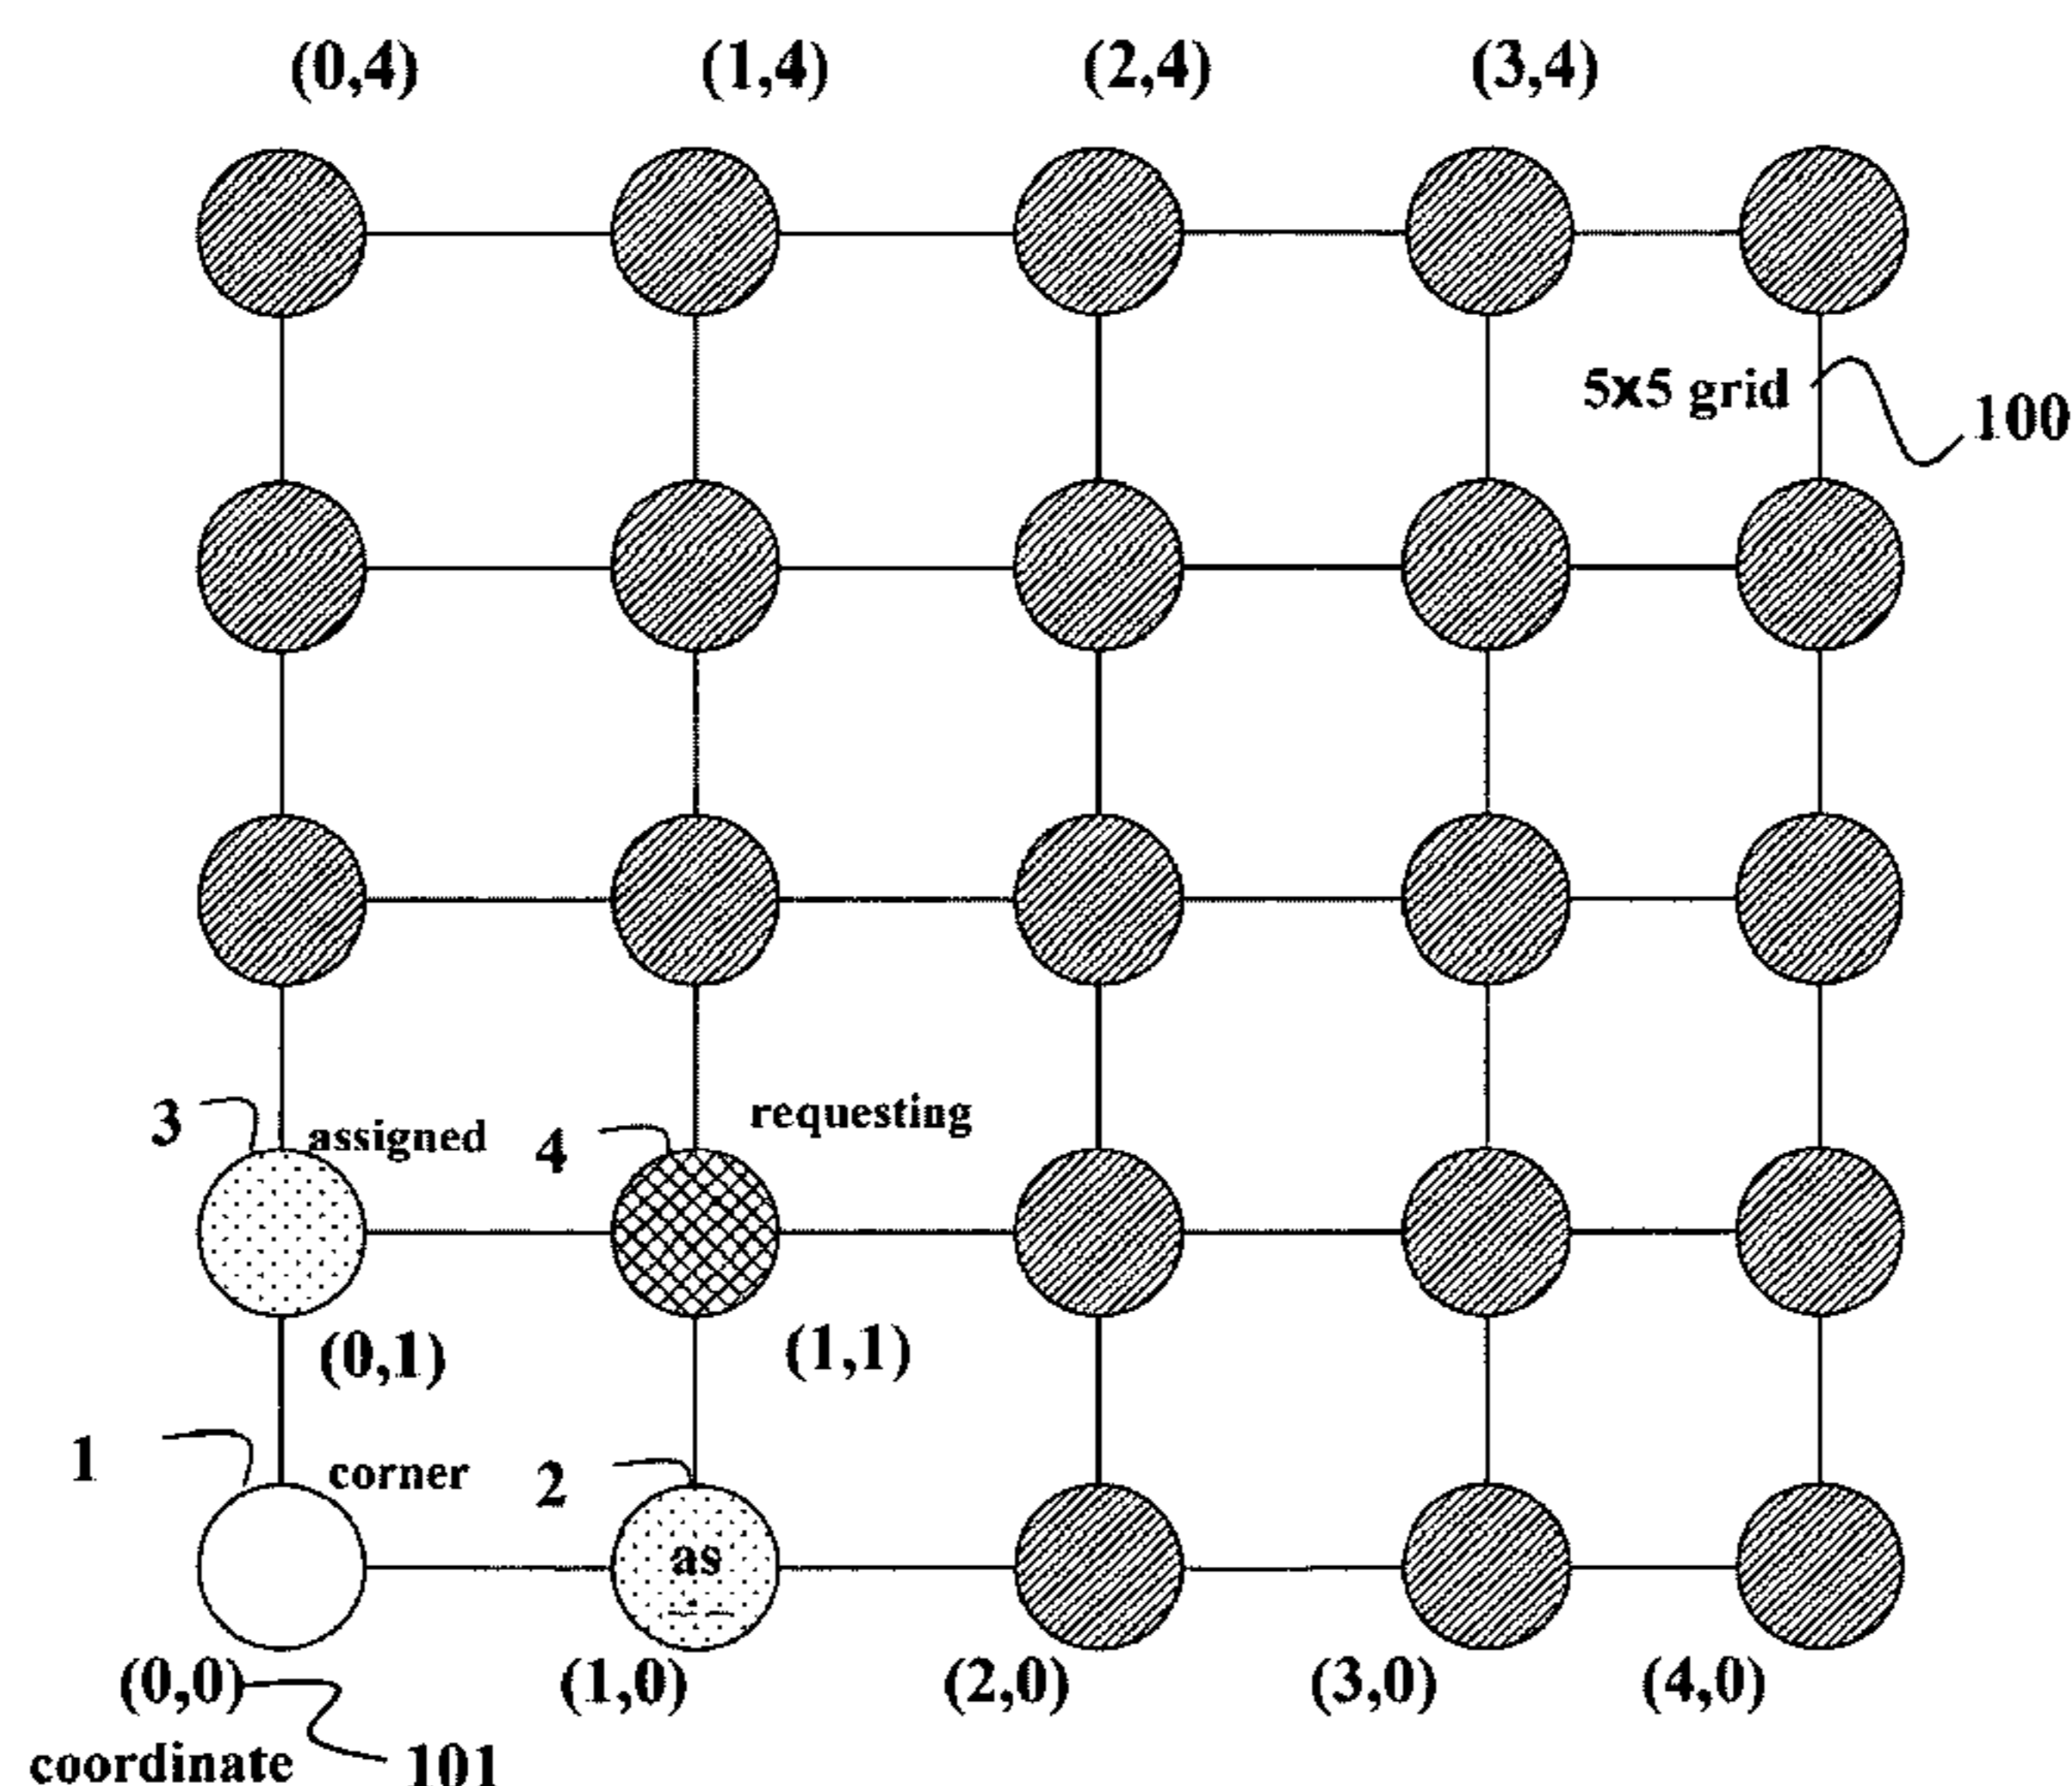 (0,4) (1,4) (2,4) (3,4)
5x5 grid
100
3 assigned 4 requesting
(0,1) (1,1)
1 corner 2
as
(0,0) (1,0) (2,0) (3,0) (4,0)
coordinate 101